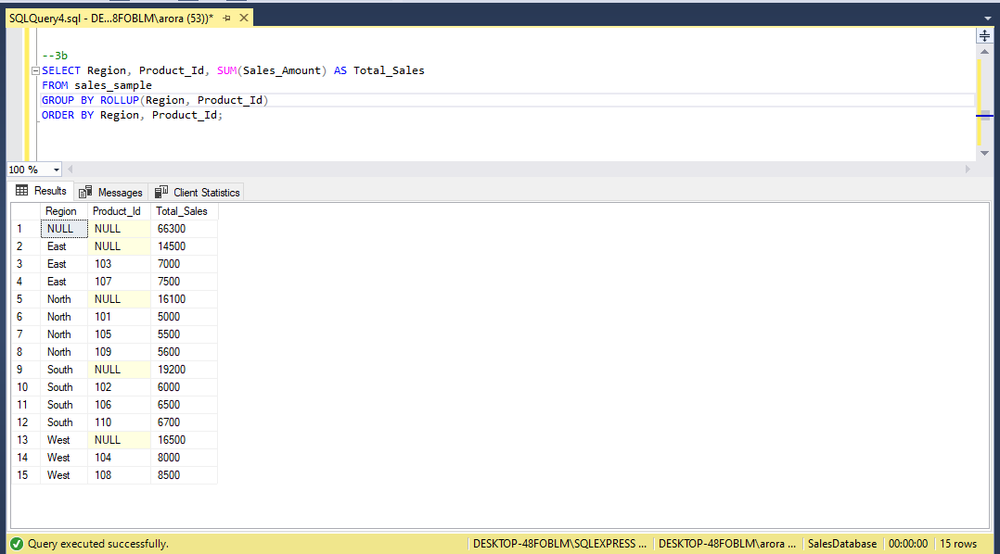 SQLQuery4.sql - DE...8FOBLM\arora (53))*
--3b
SELECT Region, Product_Id, SUM(Sales_Amount) AS Total_Sales
FROM sales_sample
GROUP BY ROLLUP(Region, Product_Id)
ORDER BY Region, Product_Id;
100 %
Results Messages Client Statistics
Region Product_Id Total_Sales
1 NULL NULL 66300
2 East NULL 14500
3 East 103 7000
4 East 107 7500
5 North NULL 16100
6 North 101 5000
7 North 105 5500
8 North 109 5600
9 South NULL 19200
10 South 102 6000
11 South 106 6500
12 South 110 6700
13 West NULL 16500
14 West 104 8000
15 West 108 8500
Query executed successfully. DESKTOP-48FOBLM\SQLEXPRESS ... DESKTOP-48FOBLM\arora ... SalesDatabase 00:00:00 15 rows